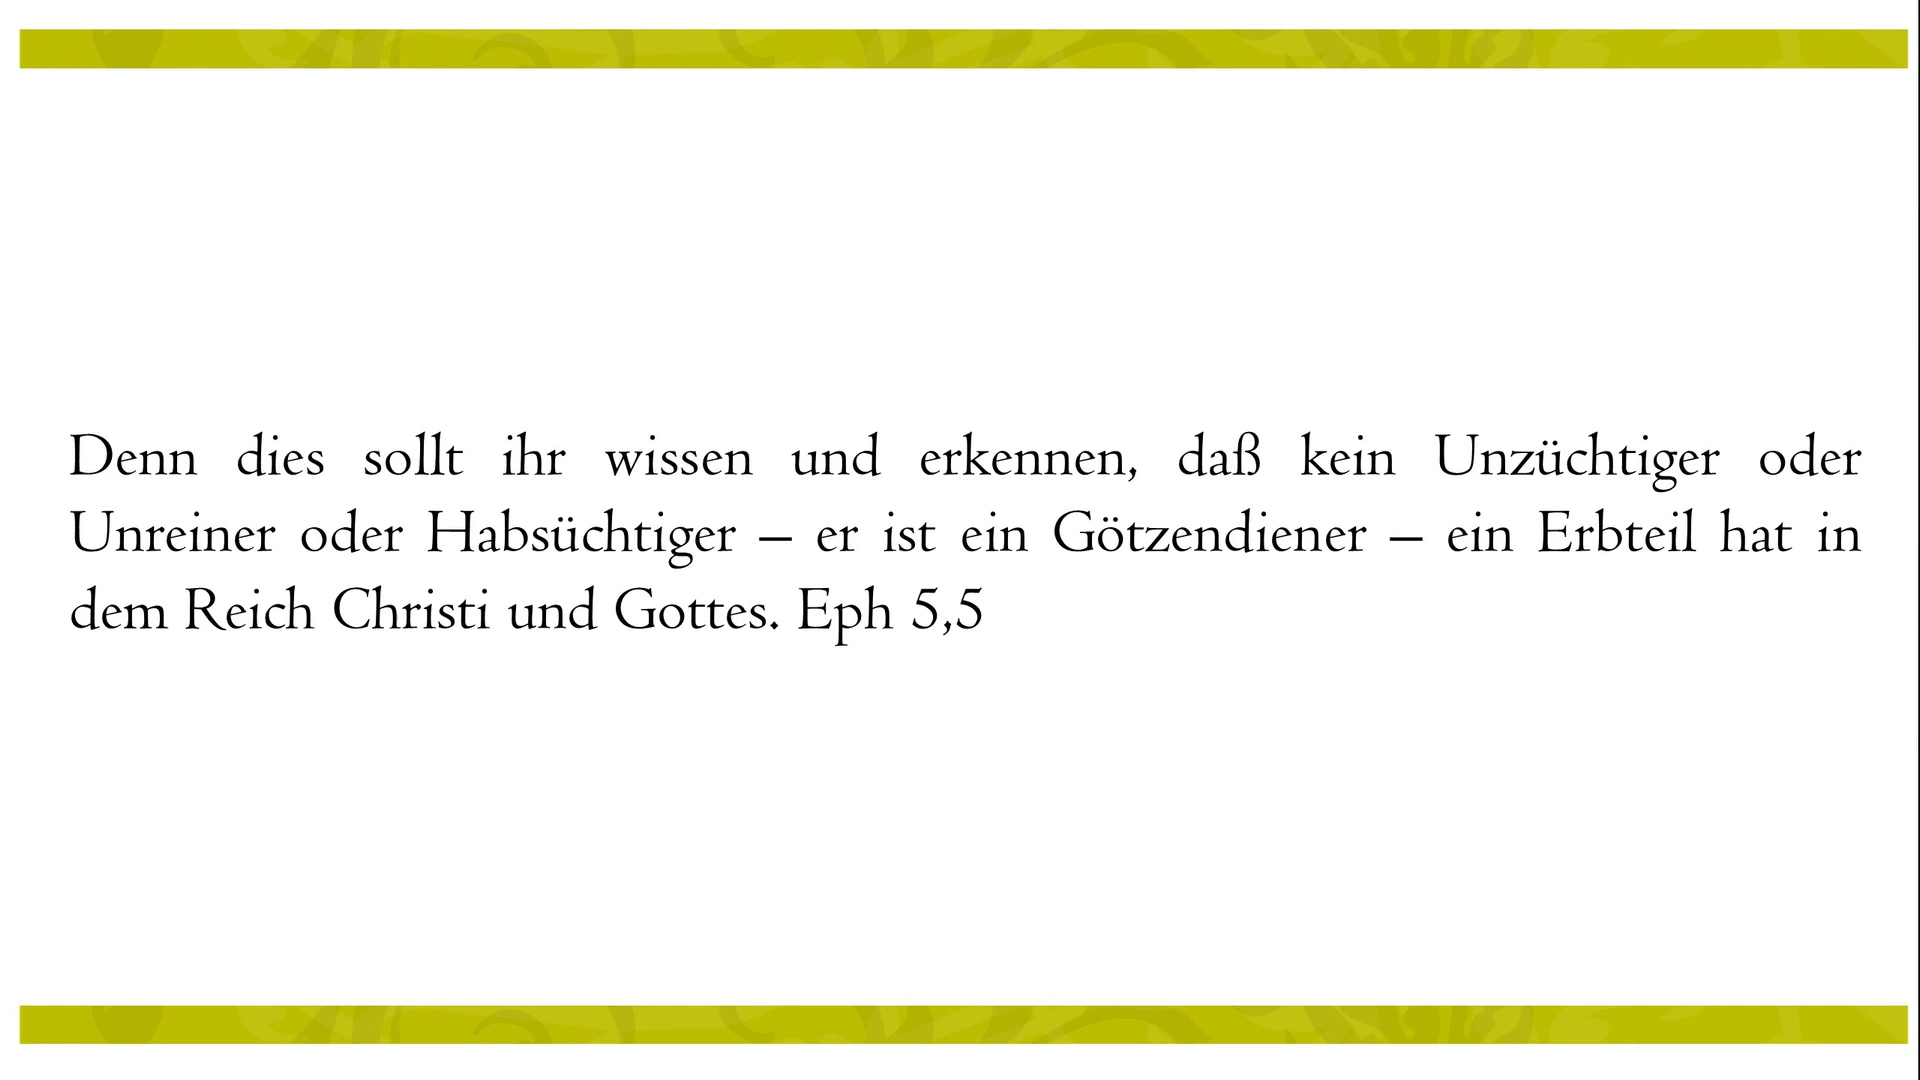 Denn dies sollt ihr wissen und erkennen, daß kein Unzüchtiger oder
Unreiner oder Habsüchtiger – er ist ein Götzendiener – ein Erbteil hat in
dem Reich Christi und Gottes. Eph 5,5